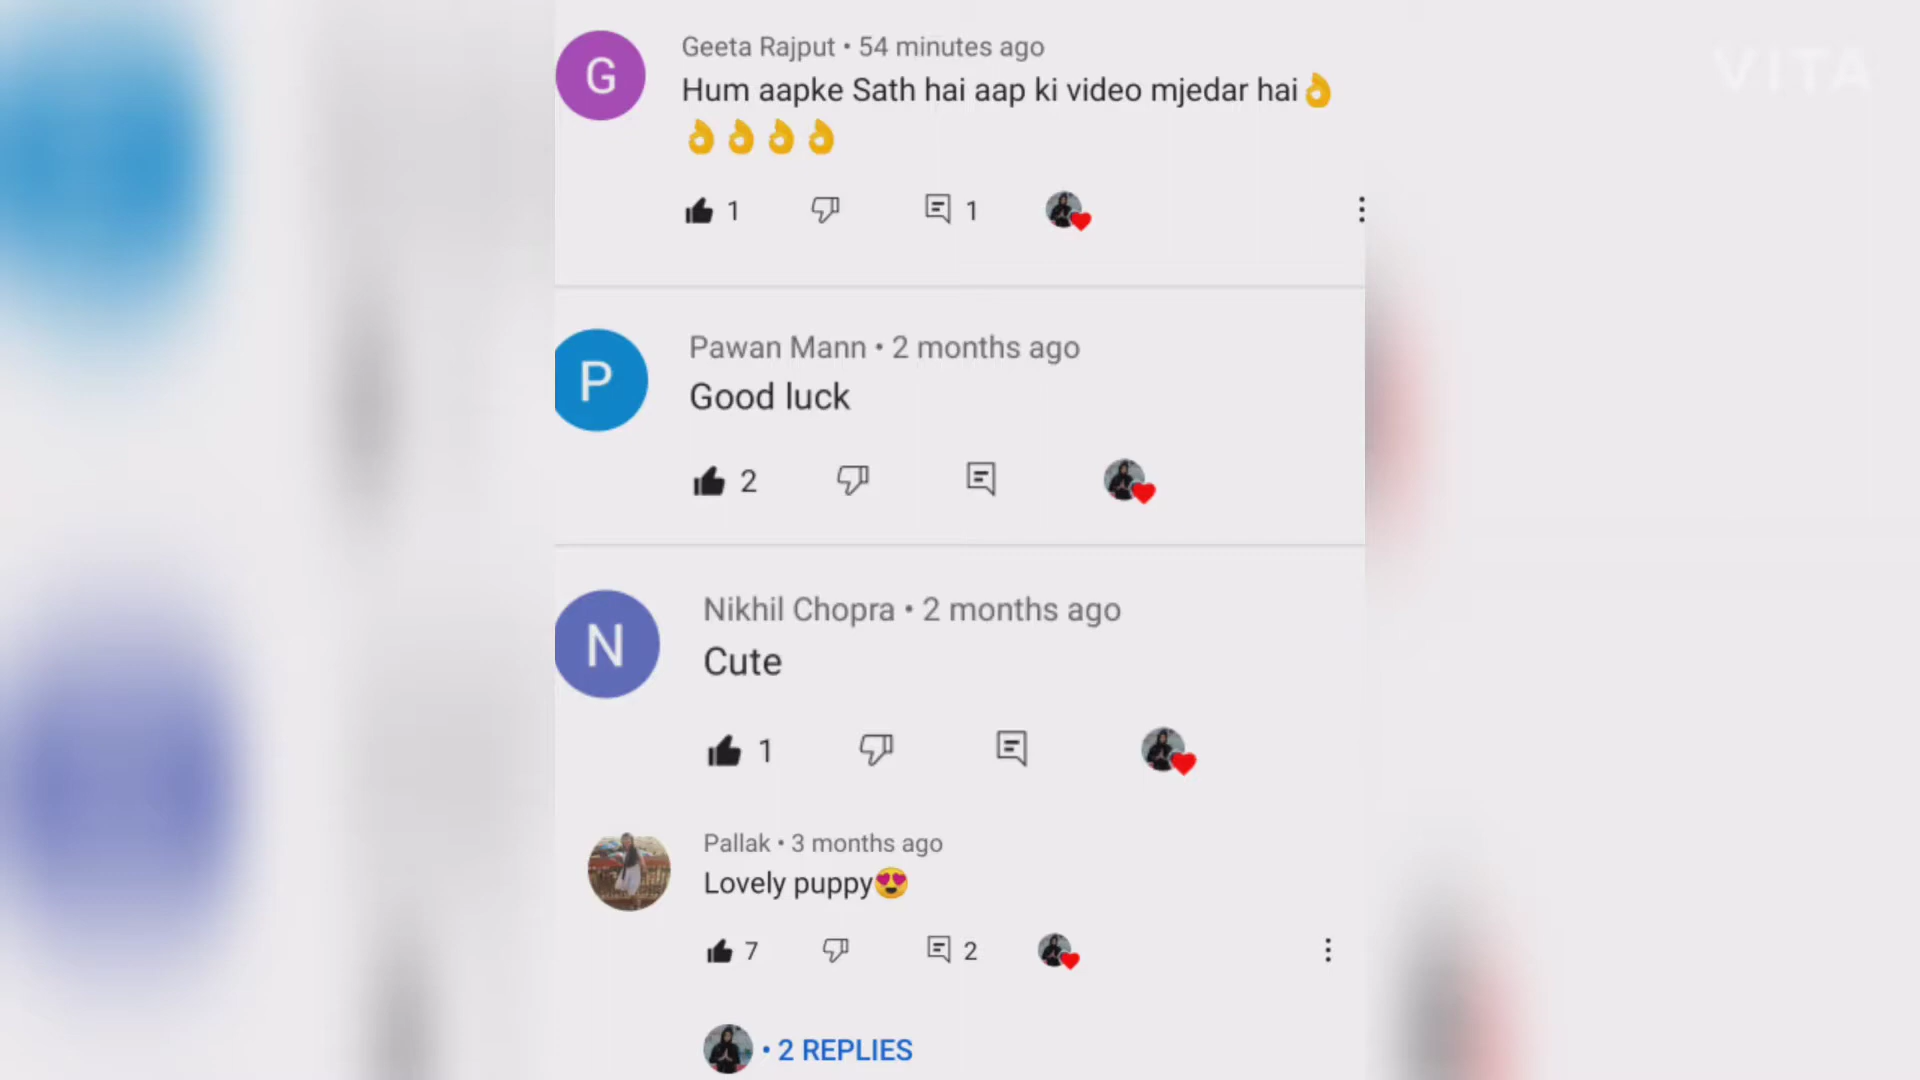 VITA
G
Geeta Rajput • 54 minutes ago
Hum aapke Sath hai aap ki video mjedar hai👌
👌👌👌👌
1
1
P
Pawan Mann • 2 months ago
Good luck
2
N
Nikhil Chopra • 2 months ago
Cute
1
Pallak • 3 months ago
Lovely puppy😍
7
2
• 2 REPLIES